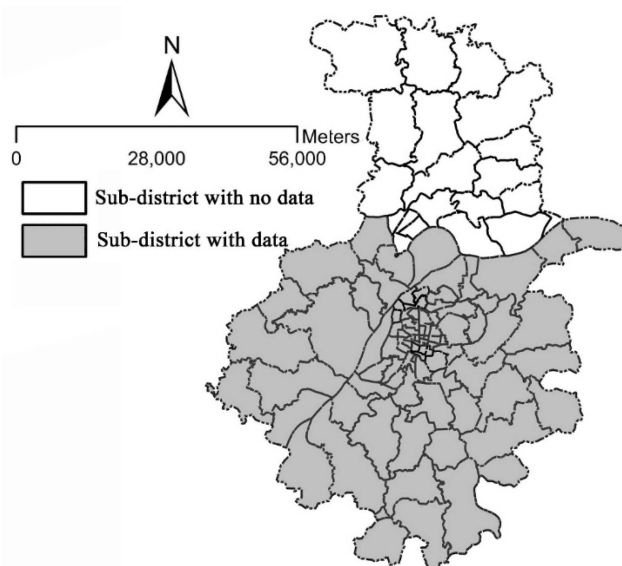 N
Meters
0 28,000 56,000
Sub-district with no data
Sub-district with data